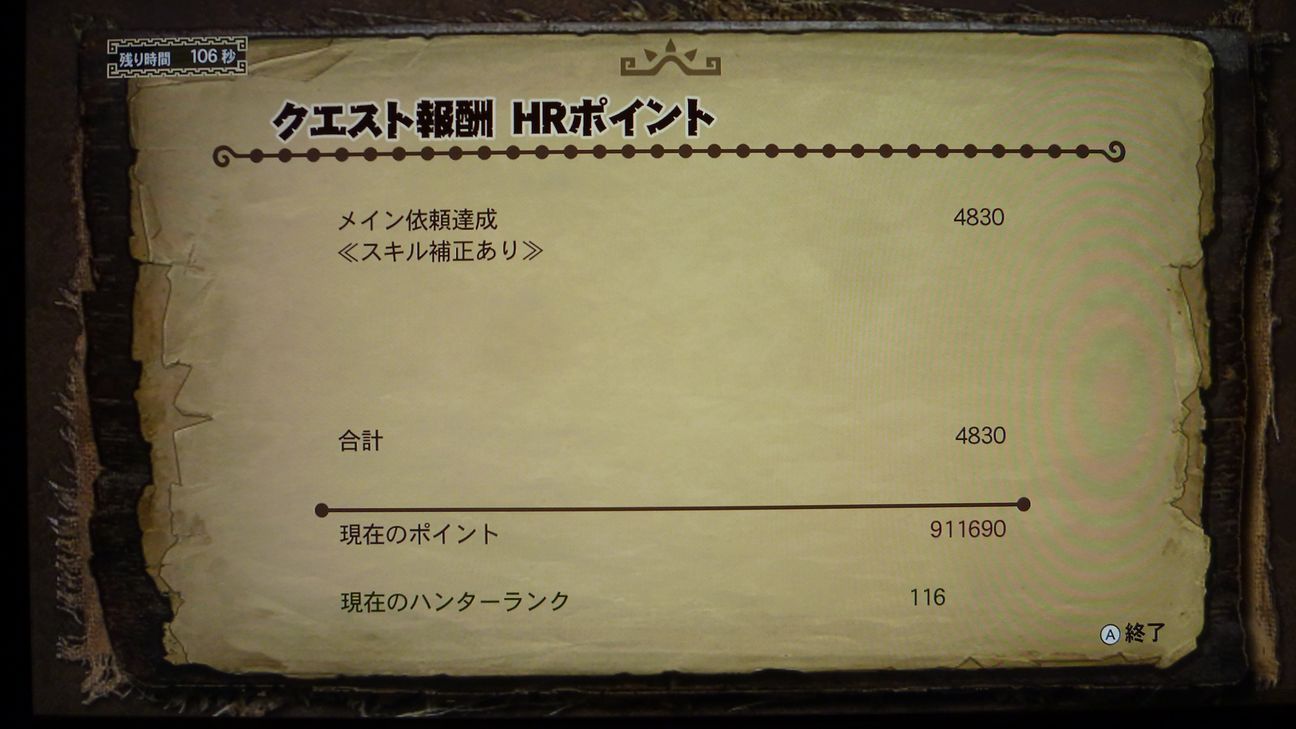 残り時間 106 秒
クエスト報酬 HRポイント
メイン依頼達成 4830
≪スキル補正あり≫
合計 4830
現在のポイント 911690
現在のハンターランク 116
Ⓐ終了